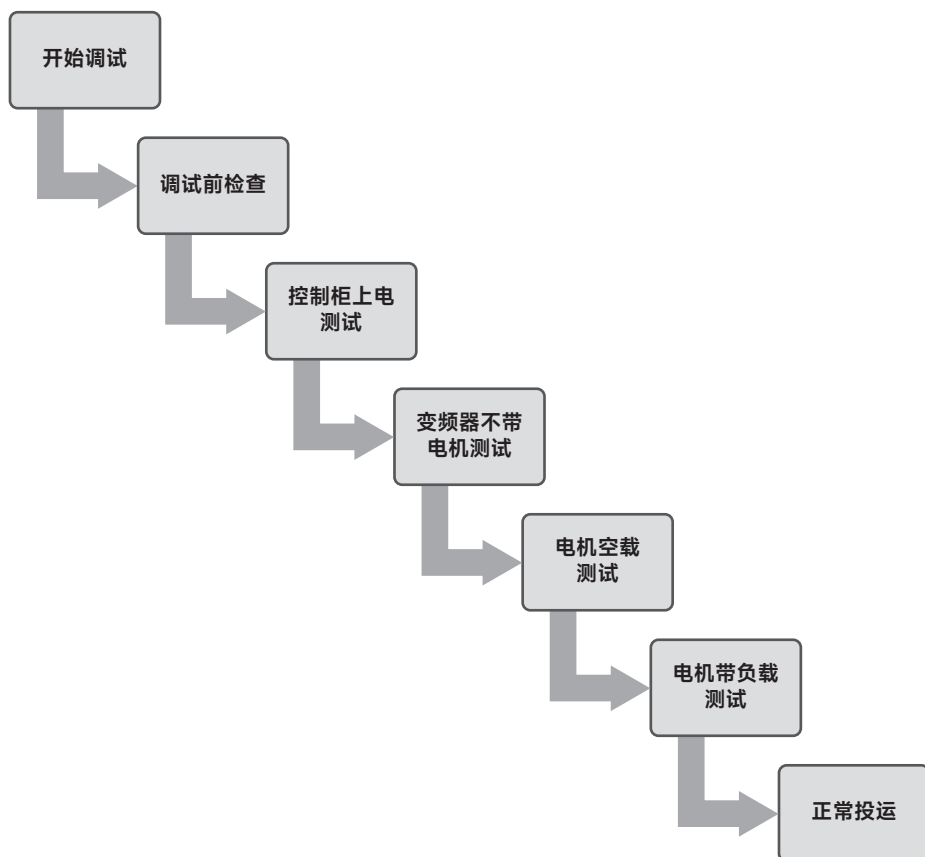 开始调试
调试前检查
控制柜上电
测试
变频器不带
电机测试
电机空载
测试
电机带负载
测试
正常投运